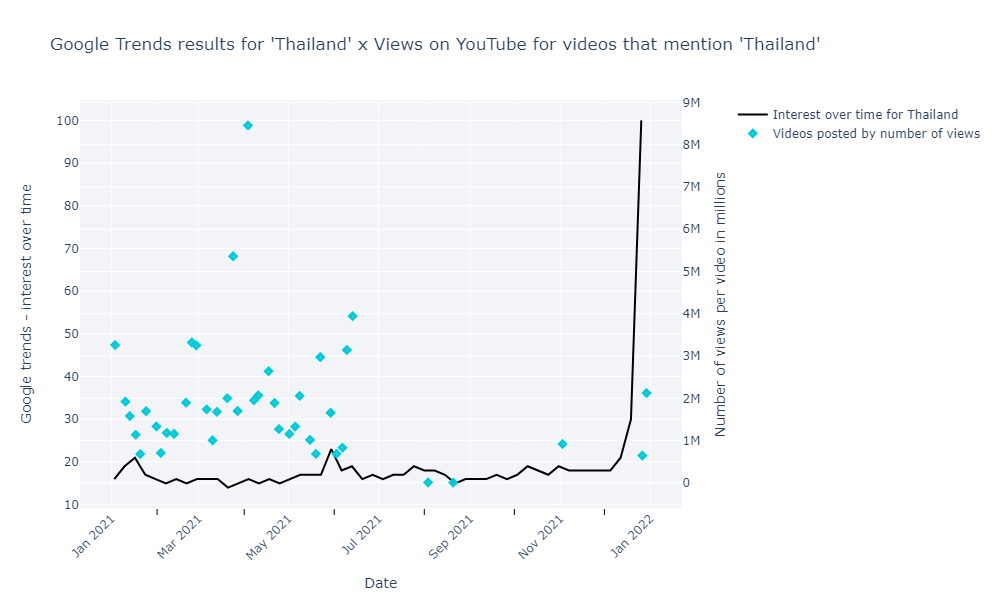 Google Trends results for 'Thailand' x Views on YouTube for videos that mention 'Thailand'
Interest over time for Thailand
Videos posted by number of views
Google trends - interest over time
100
90
80
70
60
50
40
30
20
10
9M
8M
7M
6M
5M
4M
3M
2M
1M
0
Number of views per video in millions
Jan 2021
Mar 2021
May 2021
Jul 2021
Sep 2021
Nov 2021
Jan 2022
Date